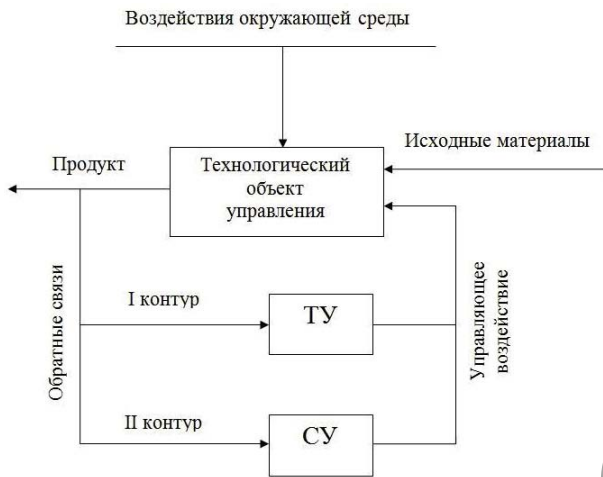 Воздействия окружающей среды
Исходные материалы
Продукт
Технологический
объект
управления
Обратные связи
I контур
ТУ
Управляющее
воздействие
II контур
СУ